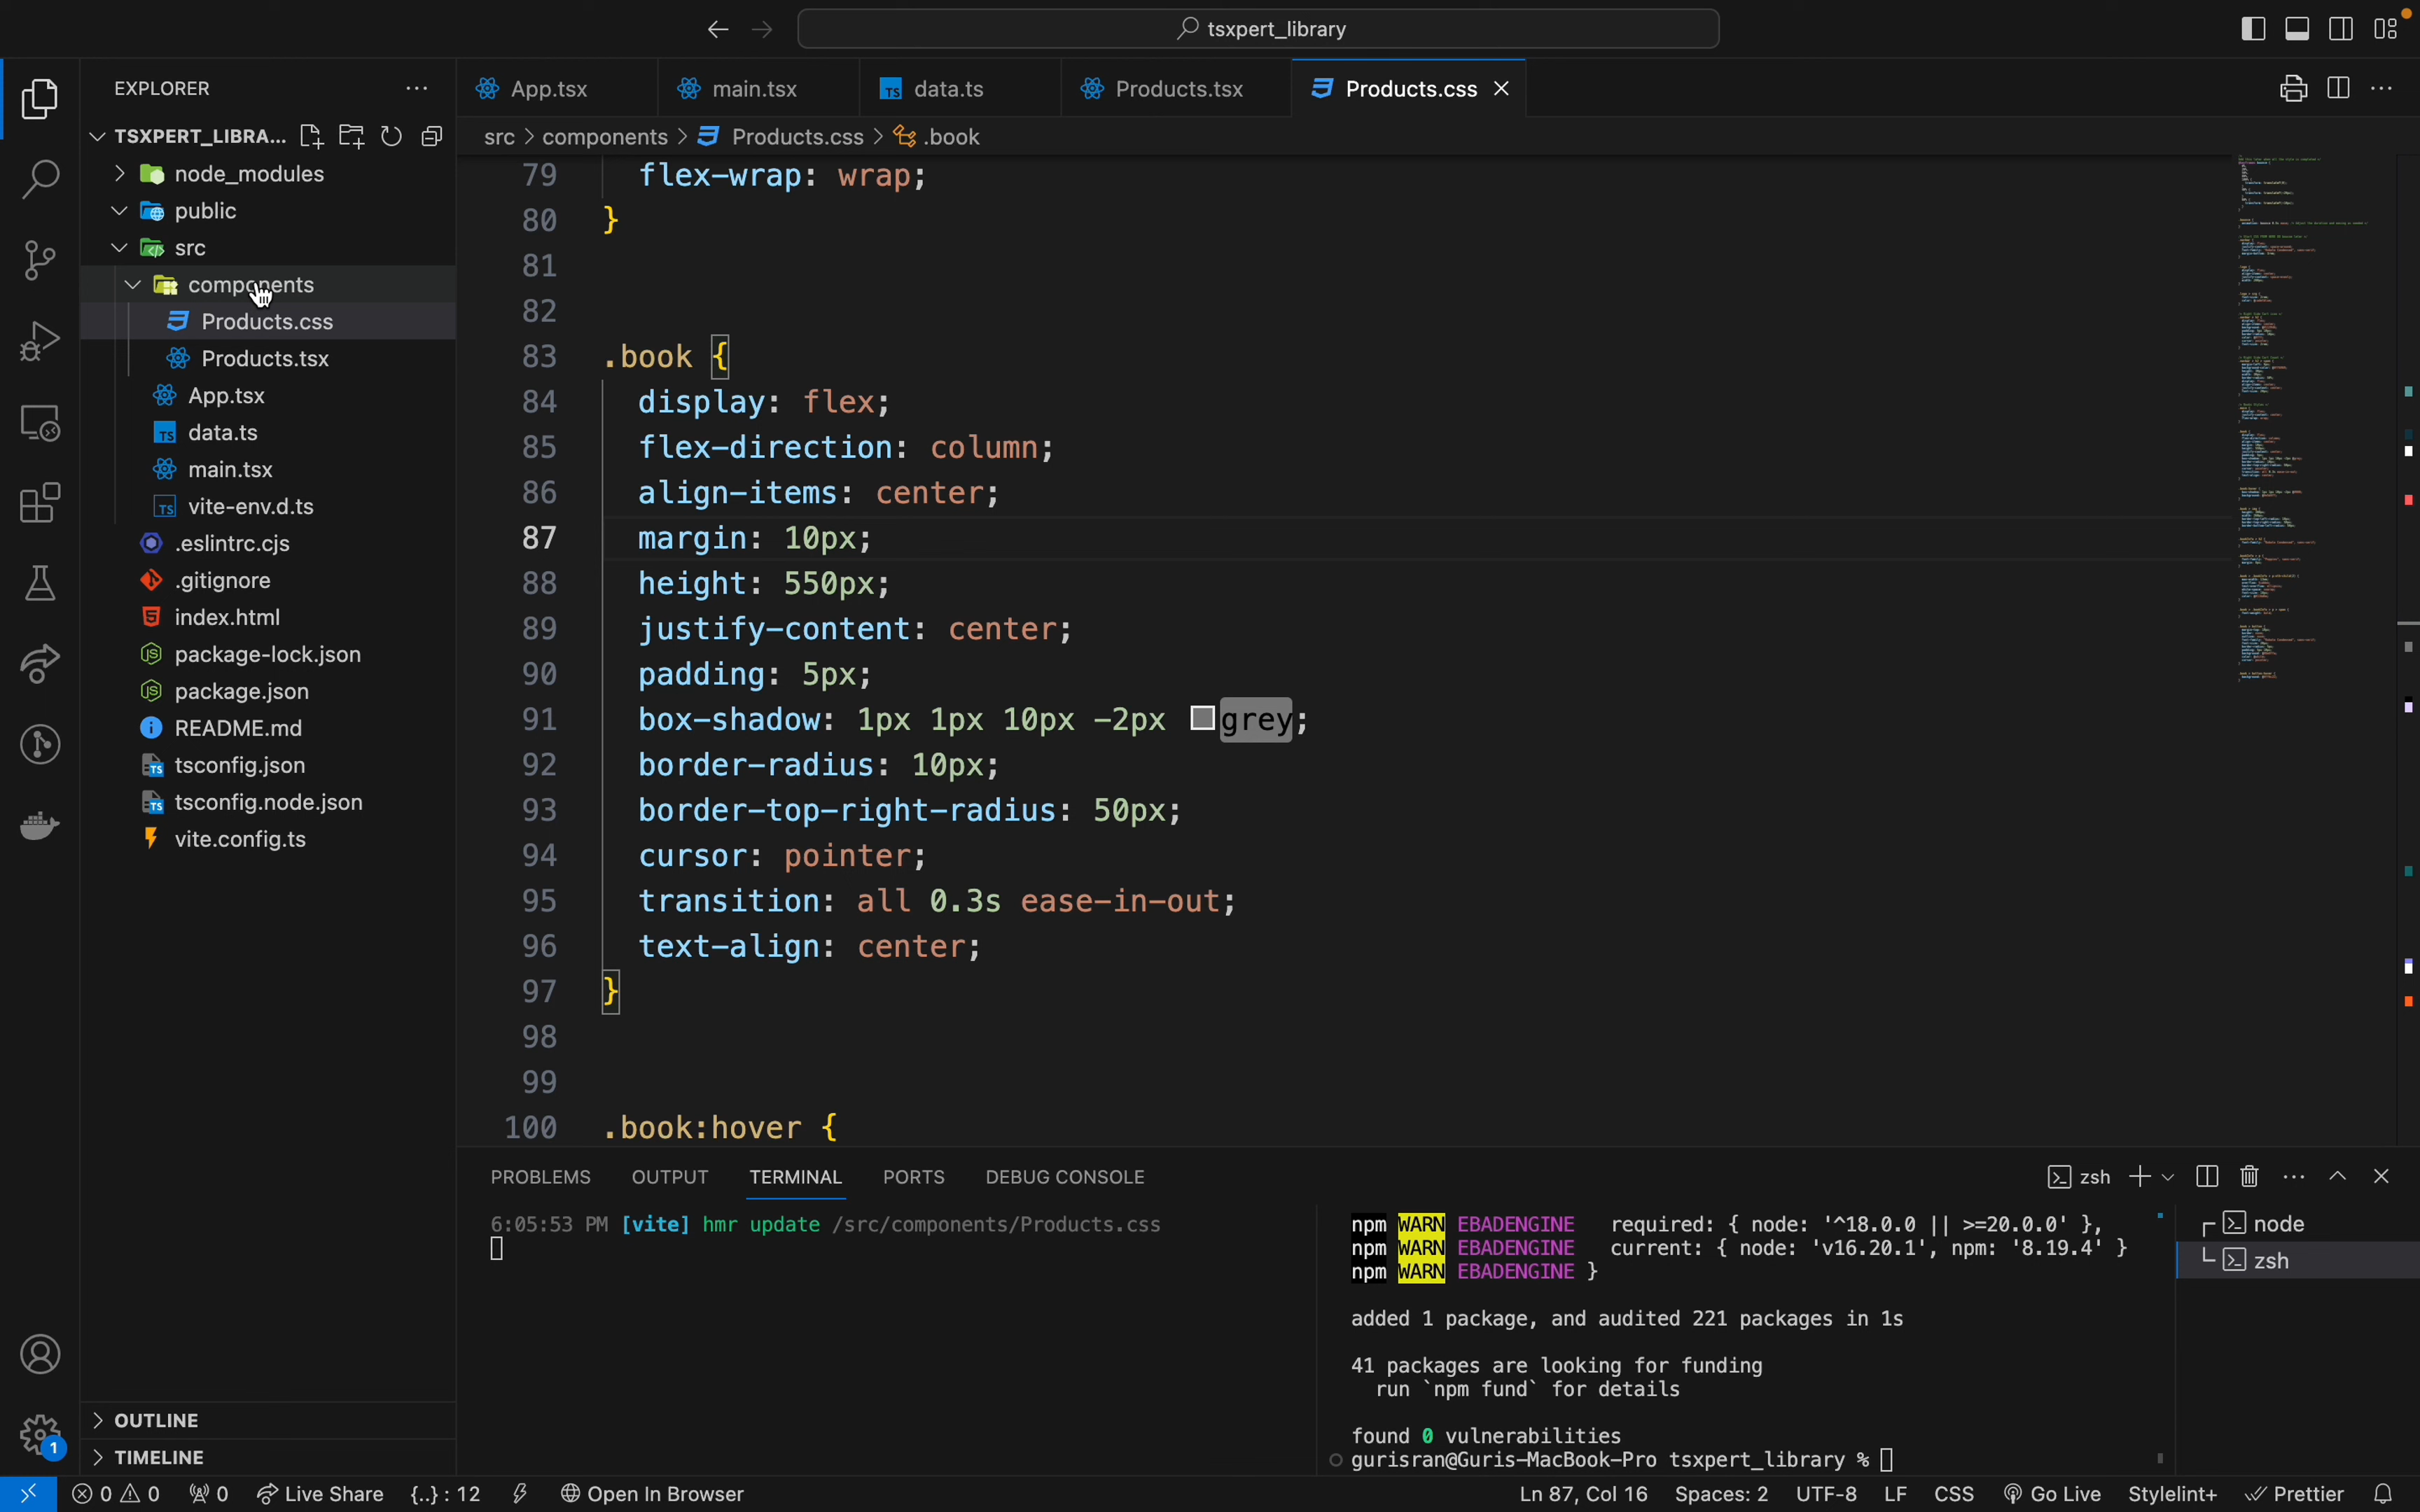 tsxpert_library
EXPLORER
TSXPERT_LIBRA...
node_modules
public
src
components
Products.css
Products.tsx
App.tsx
data.ts
main.tsx
vite-env.d.ts
.eslintrc.cjs
.gitignore
index.html
package-lock.json
package.json
README.md
tsconfig.json
tsconfig.node.json
vite.config.ts
OUTLINE
TIMELINE
App.tsx main.tsx data.ts Products.tsx Products.css
src > components > Products.css > .book
79 flex-wrap: wrap;
80 }
81
82
83 .book {
84 display: flex;
85 flex-direction: column;
86 align-items: center;
87 margin: 10px;
88 height: 550px;
89 justify-content: center;
90 padding: 5px;
91 box-shadow: 1px 1px 10px -2px grey;
92 border-radius: 10px;
93 border-top-right-radius: 50px;
94 cursor: pointer;
95 transition: all 0.3s ease-in-out;
96 text-align: center;
97 }
98
99
100 .book:hover {
PROBLEMS OUTPUT TERMINAL PORTS DEBUG CONSOLE
zsh
6:05:53 PM [vite] hmr update /src/components/Products.css
npm WARN EBADENGINE required: { node: '^18.0.0 || >=20.0.0' },
npm WARN EBADENGINE current: { node: 'v16.20.1', npm: '8.19.4' }
npm WARN EBADENGINE }
added 1 package, and audited 221 packages in 1s
41 packages are looking for funding
run `npm fund` for details
found 0 vulnerabilities
gurisran@Guris-MacBook-Pro tsxpert_library %
node
zsh
1
0 0 0 Live Share {..} : 12 Open In Browser
Ln 87, Col 16 Spaces: 2 UTF-8 LF CSS Go Live Stylelint+ Prettier